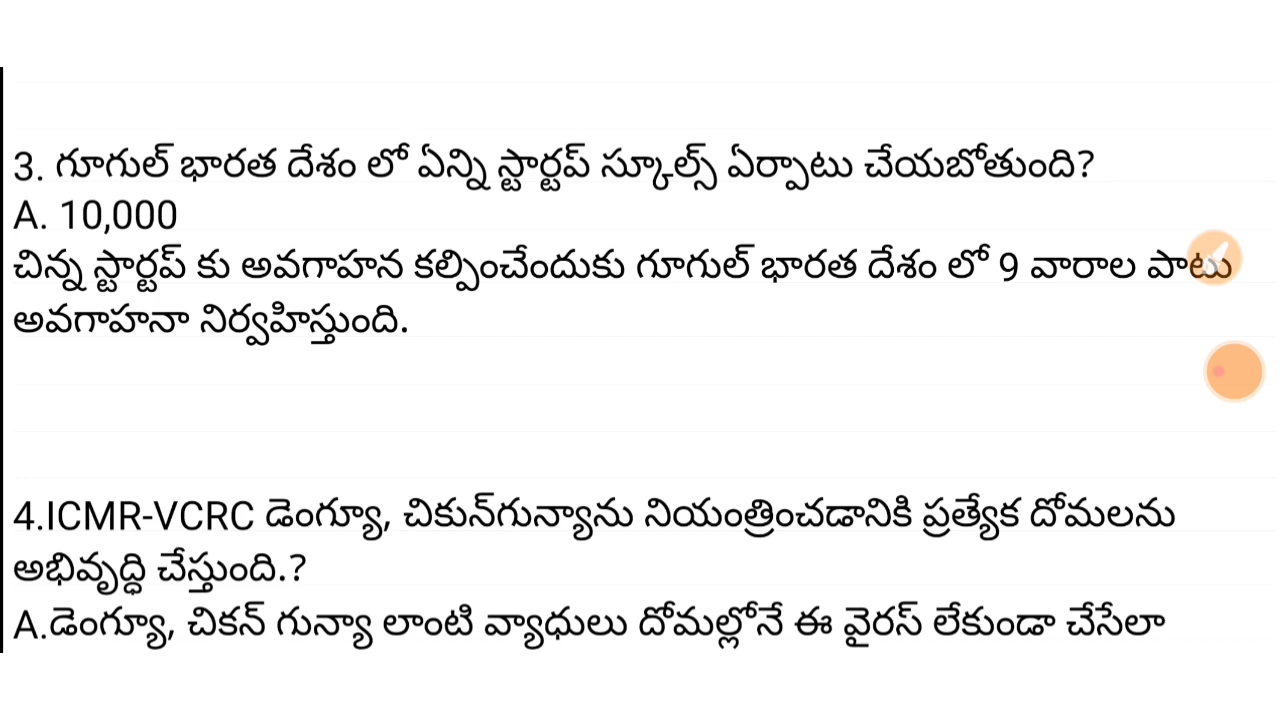 3. గూగుల్ భారత దేశం లో ఏన్ని స్టార్టప్ స్కూల్స్ ఏర్పాటు చేయబోతుంది?
A. 10,000
చిన్న స్టార్టప్ కు అవగాహన కల్పించేందుకు గూగుల్ భారత దేశం లో 9 వారాల పాటు
అవగాహనా నిర్వహిస్తుంది.
4.ICMR-VCRC డెంగ్యూ, చికున్‌గున్యాను నియంత్రించడానికి ప్రత్యేక దోమలను
అభివృద్ధి చేస్తుంది.?
A.డెంగ్యూ, చికన్ గున్యా లాంటి వ్యాధులు దోమల్లోనే ఈ వైరస్ లేకుండా చేసేలా